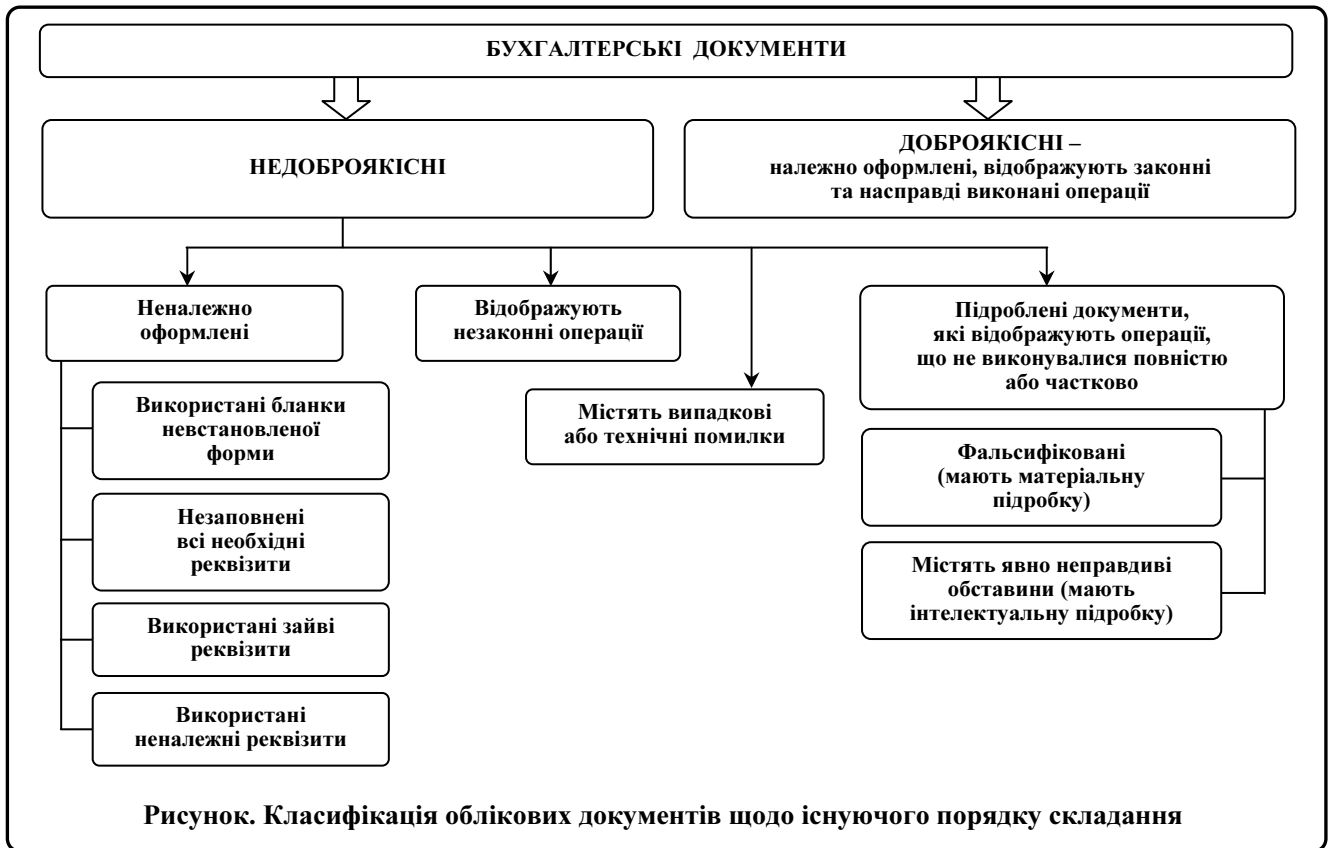 БУХГАЛТЕРСЬКІ ДОКУМЕНТИ
НЕДОБРОЯКІСНІ
ДОБРОЯКІСНІ –
належно оформлені, відображують законні
та насправді виконані операції
Неналежно
оформлені
Відображують
незаконні операції
Підроблені документи,
які відображують операції,
що не виконувалися повністю
або частково
Використані бланки
невстановленої
форми
Містять випадкові
або технічні помилки
Фальсифіковані
(мають матеріальну
підробку)
Незаповнені
всі необхідні
реквізити
Містять явно неправдиві
обставини (мають
інтелектуальну підробку)
Використані зайві
реквізити
Використані
неналежні реквізити
Рисунок. Класифікація облікових документів щодо існуючого порядку складання